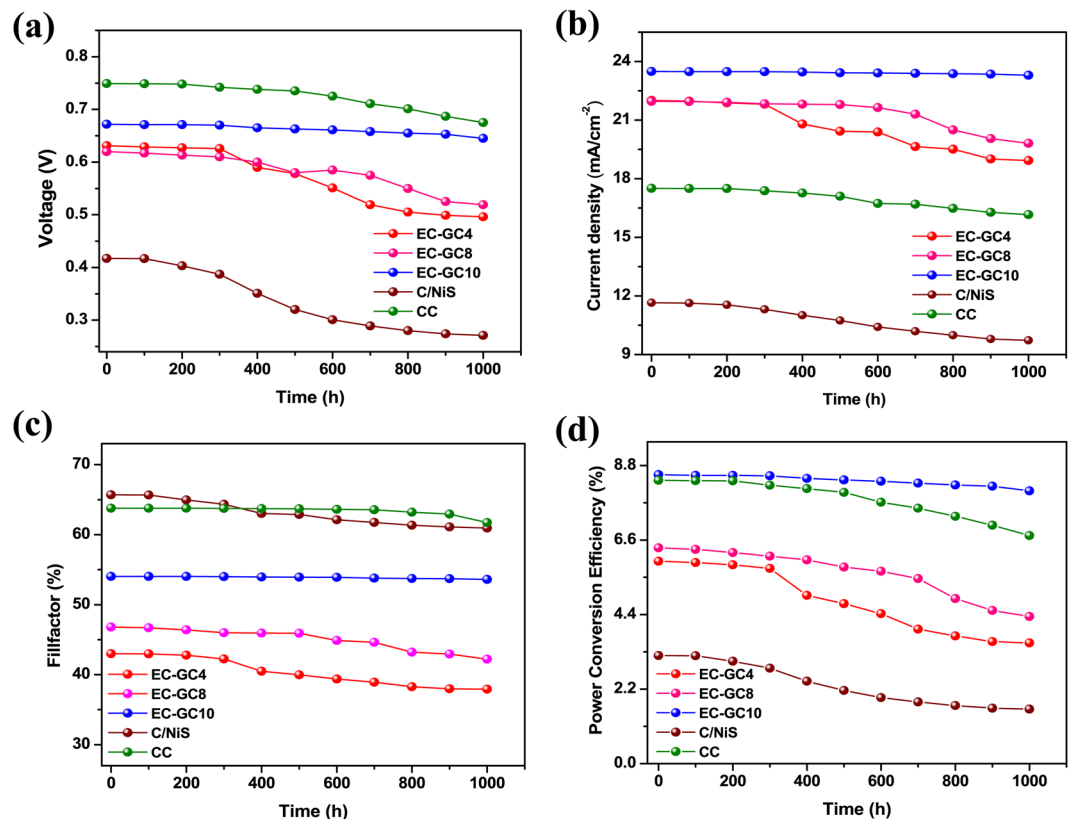 (a)
0.8
0.7
0.6
0.5
0.4
0.3
Voltage (V)
EC-GC4
EC-GC8
EC-GC10
C/NiS
CC
0 200 400 600 800 1000
Time (h)
(b)
24
21
18
15
12
9
Current density (mA/cm⁻²)
EC-GC4
EC-GC8
EC-GC10
C/NiS
CC
0 200 400 600 800 1000
Time (h)
(c)
70
60
50
40
30
Fillfactor (%)
EC-GC4
EC-GC8
EC-GC10
C/NiS
CC
0 200 400 600 800 1000
Time (h)
(d)
8.8
6.6
4.4
2.2
0.0
Power Conversion Efficiency (%)
EC-GC4
EC-GC8
EC-GC10
C/NiS
CC
0 200 400 600 800 1000
Time (h)